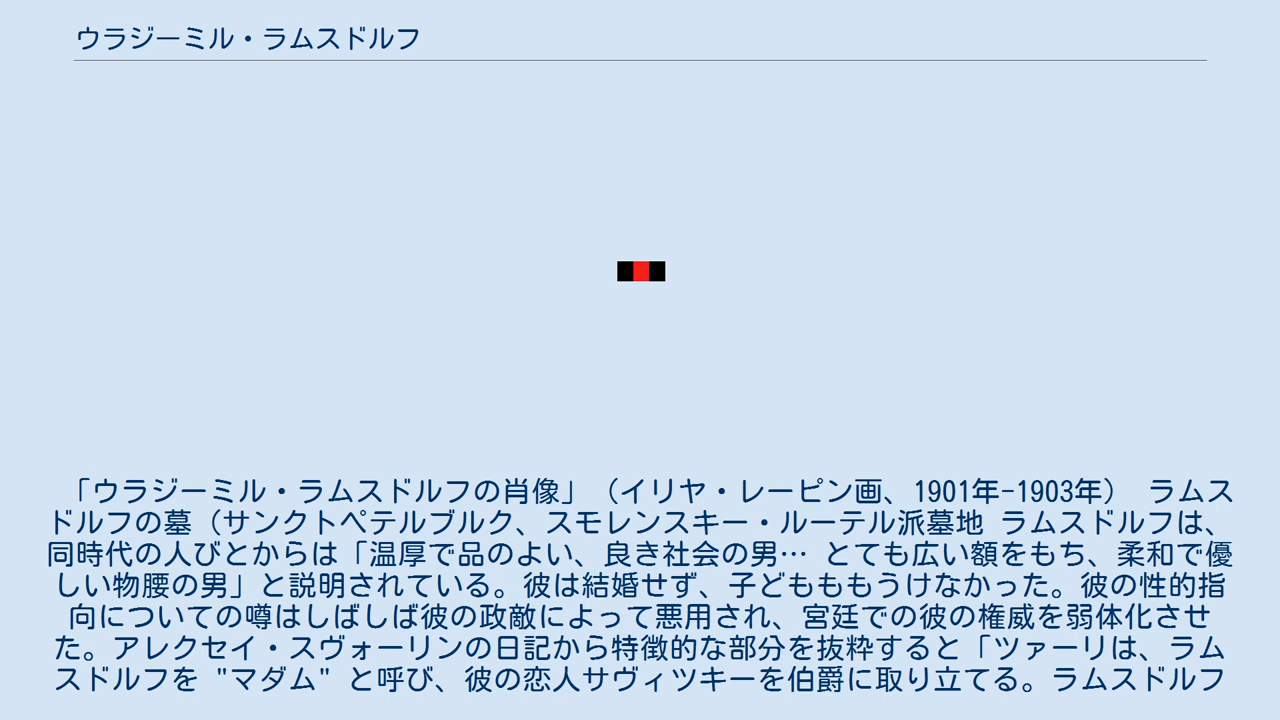 ウラジーミル・ラムスドルフ
「ウラジーミル・ラムスドルフの肖像」（イリヤ・レーピン画、1901年-1903年） ラムス
ドルフの墓（サンクトペテルブルク、スモレンスキー・ルーテル派墓地 ラムスドルフは、
同時代の人びとからは「温厚で品のよい、良き社会の男… とても広い額をもち、柔和で優
しい物腰の男」と説明されている。彼は結婚せず、子どもももうけなかった。彼の性的指
向についての噂はしばしば彼の政敵によって悪用され、宮廷での彼の権威を弱体化させ
た。アレクセイ・スヴォーリンの日記から特徴的な部分を抜粋すると「ツァーリは、ラム
スドルフを "マダム" と呼び、彼の恋人サヴィツキーを伯爵に取り立てる。ラムスドルフ